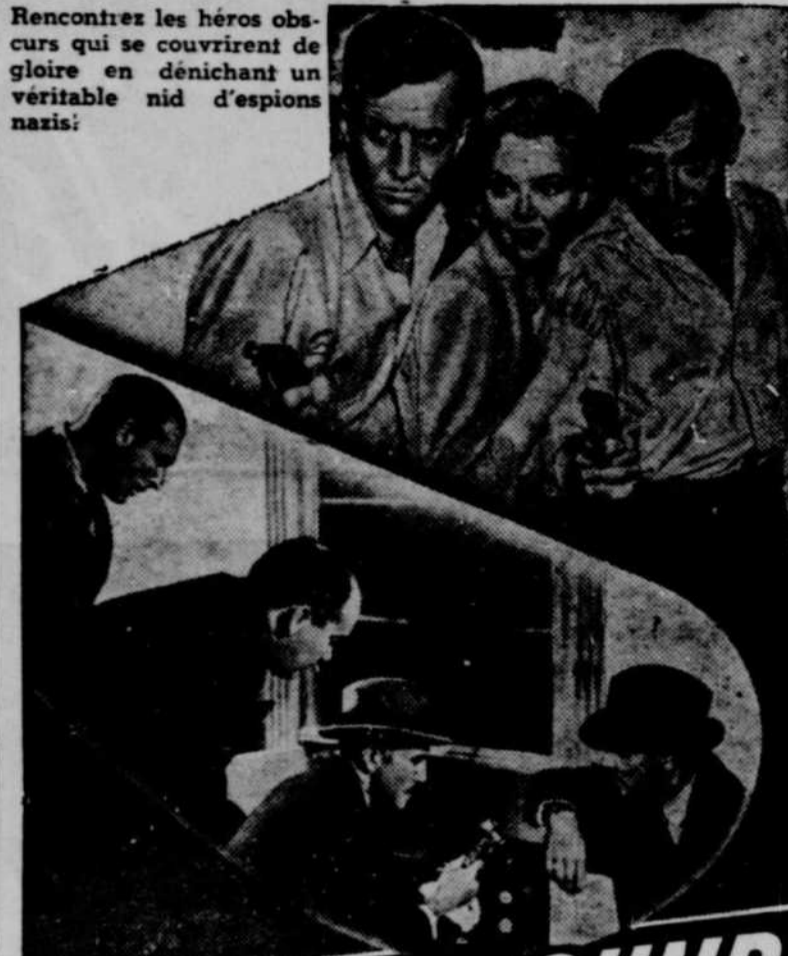 Rencontrez les héros obs-
curs qui se couvrirent de
gloire en dénichant un
véritable nid d'espions
nazis: